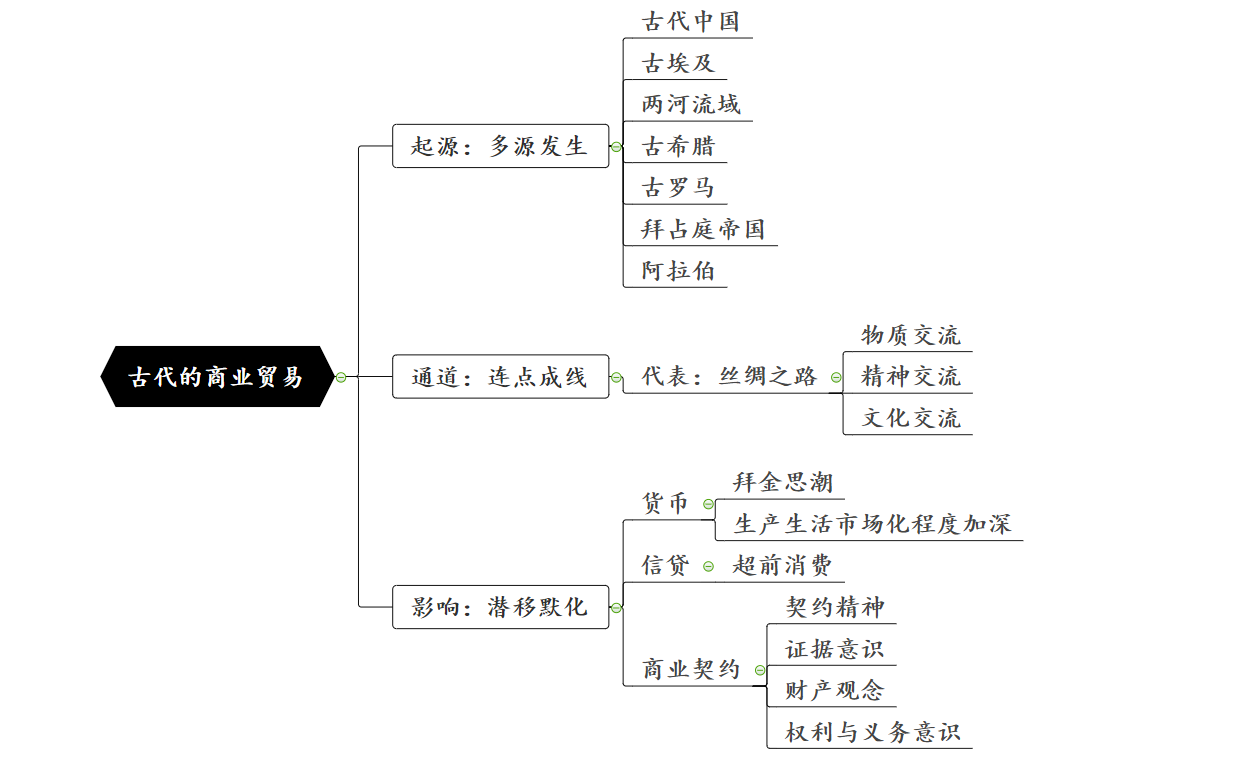 古代的商业贸易
起源：多源发生
古代中国
古埃及
两河流域
古希腊
古罗马
拜占庭帝国
阿拉伯
通道：连点成线
代表：丝绸之路
物质交流
精神交流
文化交流
影响：潜移默化
货币
拜金思潮
生产生活市场化程度加深
信贷
超前消费
商业契约
契约精神
证据意识
财产观念
权利与义务意识